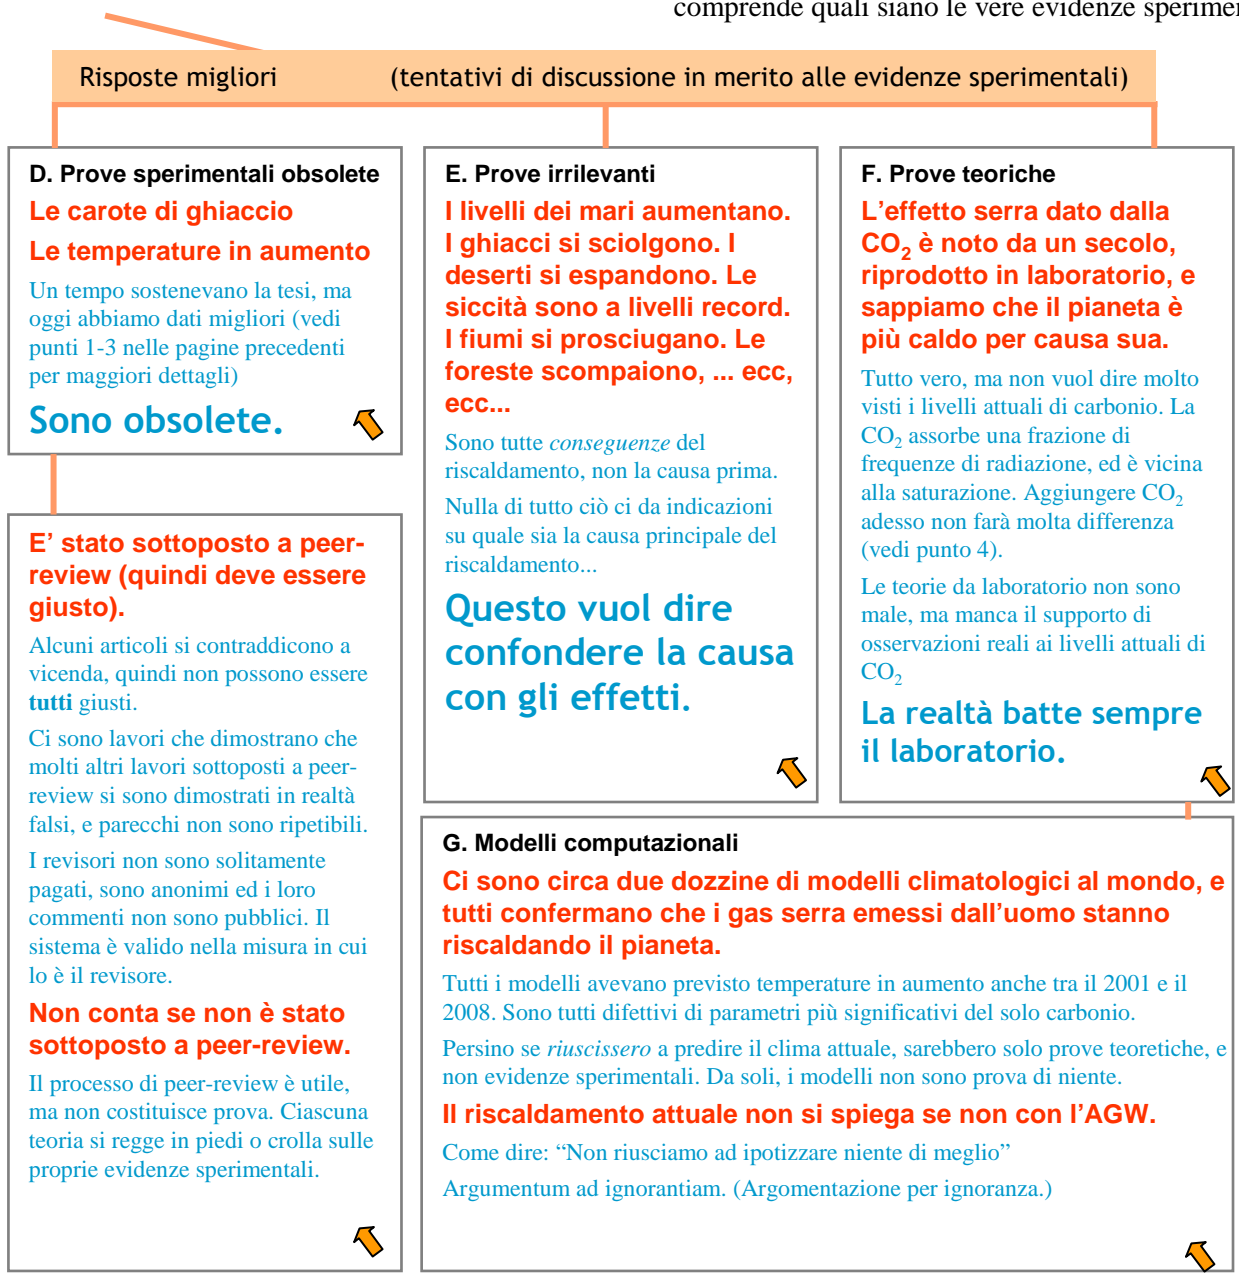 comprende quali siano le vere evidenze
Risposte migliori (tentativi di discussione in merito alle evidenze sperimentali)
D. Prove sperimentali obsolete
Le carote di ghiaccio
Le temperature in aumento
Un tempo sostenevano la tesi, ma
oggi abbiamo dati migliori (vedi
punti 1-3 nelle pagine precedenti
per maggiori dettagli)
Sono obsolete.
E' stato sottoposto a peer-
review (quindi deve essere
giusto).
Alcuni articoli si contraddicono a
vicenda, quindi non possono essere
tutti giusti.
Ci sono lavori che dimostrano che
molti altri lavori sottoposti a peer-
review si sono dimostrati in realtà
falsi, e parecchi non sono ripetibili.
I revisori non sono solitamente
pagati, sono anonimi ed i loro
commenti non sono pubblici. Il
sistema è valido nella misura in cui
lo è il revisore.
Non conta se non è stato
sottoposto a peer-review.
Il processo di peer-review è utile,
ma non costituisce prova. Ciascuna
teoria si regge in piedi o crolla sulle
proprie evidenze sperimentali.
E. Prove irrilevanti
I livelli dei mari aumentano.
I ghiacci si sciolgono. I
deserti si espandono. Le
siccità sono a livelli record.
I fiumi si prosciugano. Le
foreste scompaiono, ... ecc,
ecc...
Sono tutte conseguenze del
riscaldamento, non la causa prima.
Nulla di tutto ciò ci da indicazioni
su quale sia la causa principale del
riscaldamento...
Questo vuol dire
confondere la causa
con gli effetti.
F. Prove teoriche
L'effetto serra dato dalla
CO₂ è noto da un secolo,
riprodotto in laboratorio, e
sappiamo che il pianeta è
più caldo per causa sua.
Tutto vero, ma non vuol dire molto
visti i livelli attuali di carbonio. La
CO₂ assorbe una frazione di
frequenze di radiazione, ed è vicina
alla saturazione. Aggiungere CO₂
adesso non farà molta differenza
(vedi punto 4).
Le teorie da laboratorio non sono
male, ma manca il supporto di
osservazioni reali ai livelli attuali di
CO₂
La realtà batte sempre
il laboratorio.
G. Modelli computazionali
Ci sono circa due dozzine di modelli climatologici al mondo, e
tutti confermano che i gas serra emessi dall'uomo stanno
riscaldando il pianeta.
Tutti i modelli avevano previsto temperature in aumento anche tra il 2001 e il
2008. Sono tutti difettivi di parametri più significativi del solo carbonio.
Persino se riuscissero a predire il clima attuale, sarebbero solo prove teoretiche, e
non evidenze sperimentali. Da soli, i modelli non sono prova di niente.
Il riscaldamento attuale non si spiega se non con l'AGW.
Come dire: “Non riusciamo ad ipotizzare niente di meglio”
Argumentum ad ignorantiam. (Argomentazione per ignoranza.)